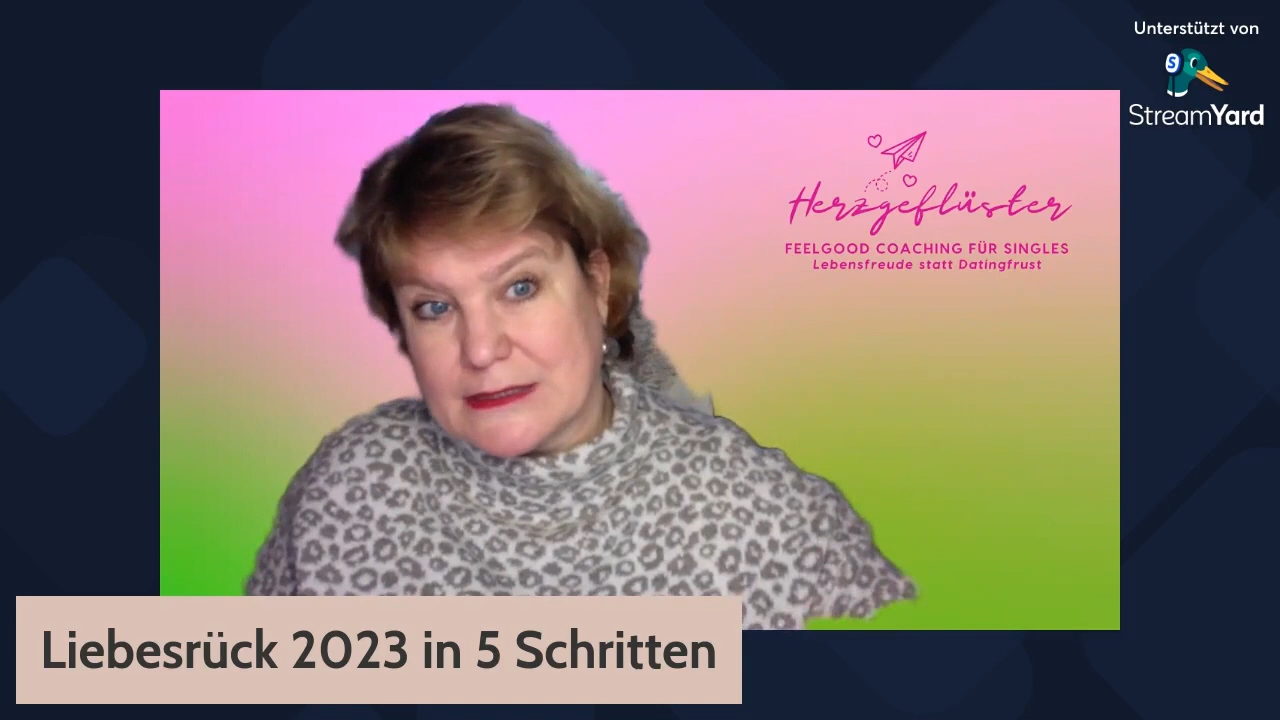 Unterstützt von
StreamYard
Herzgeflüster
FEELGOOD COACHING FÜR SINGLES
Lebensfreude statt Datingfrust
Liebesrück 2023 in 5 Schritten